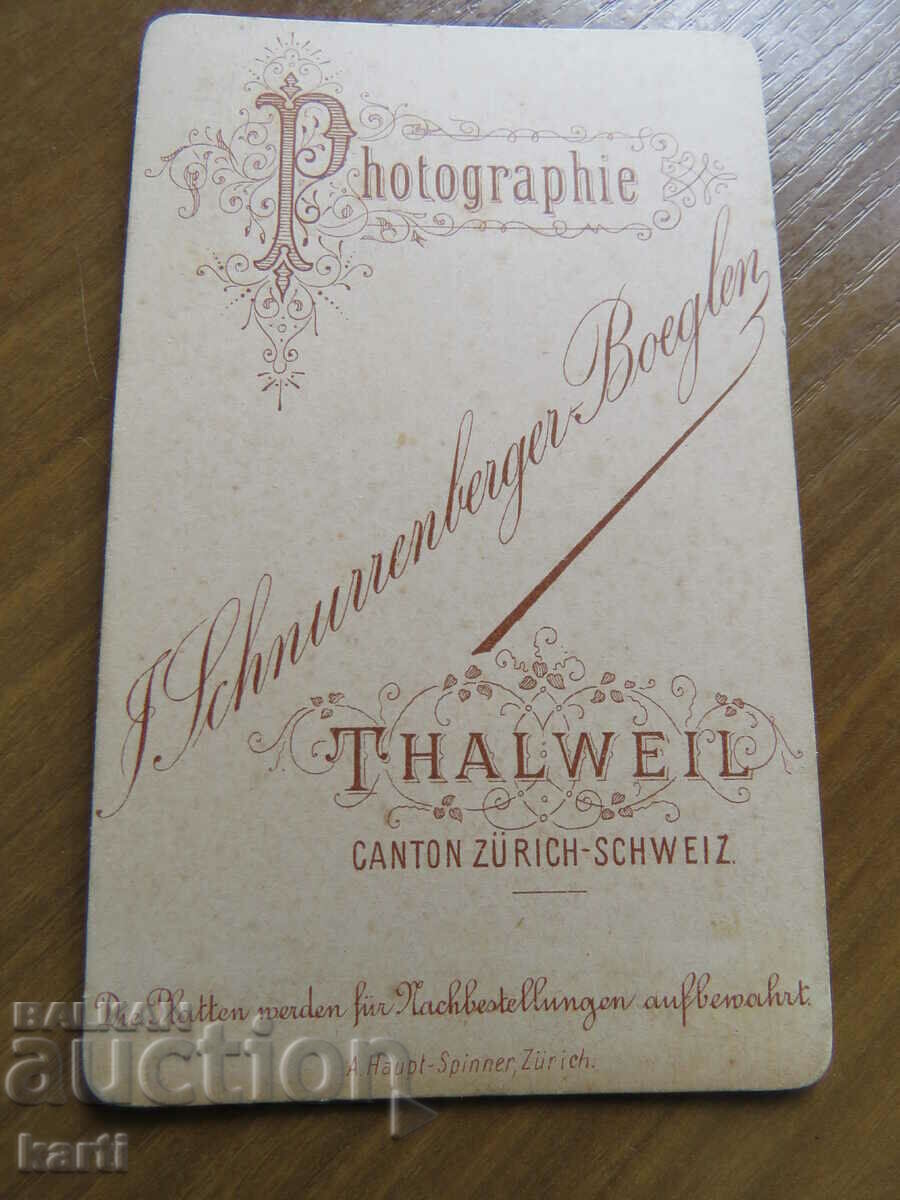 Photographie
J Schnurrenberger-Boeglen
THALWEIL
CANTON ZÜRICH-SCHWEIZ.
Die Platten werden für Nachbestellungen aufbewahrt.
A. Haupt-Spinner, Zürich.
BALKAN
auction
karti